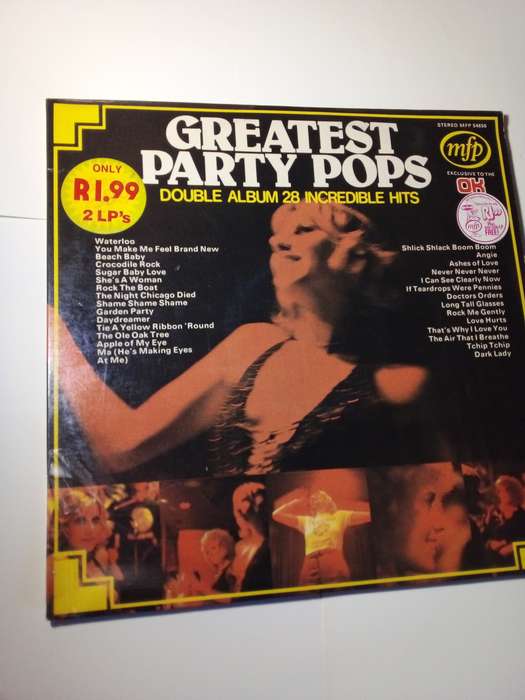 GREATEST
PARTY POPS
DOUBLE ALBUM 28 INCREDIBLE HITS
STEREO MFP 54656
mfp
EXCLUSIVE TO THE
OK
FREE!
ONLY
R1.99
2 LP's
Waterloo
You Make Me Feel Brand New
Beach Baby
Crocodile Rock
Sugar Baby Love
She's A Woman
Rock The Boat
The Night Chicago Died
Shame Shame Shame
Garden Party
Daydreamer
Tie A Yellow Ribbon 'Round
The Ole Oak Tree
Apple of My Eye
Ma (He's Making Eyes
At Me)
Shlick Shlack Boom Boom
Angie
Ashes of Love
Never Never Never
I Can See Clearly Now
If Teardrops Were Pennies
Doctors Orders
Long Tall Glasses
Rock Me Gently
Love Hurts
That's Why I Love You
The Air That I Breathe
Tchip Tchip
Dark Lady